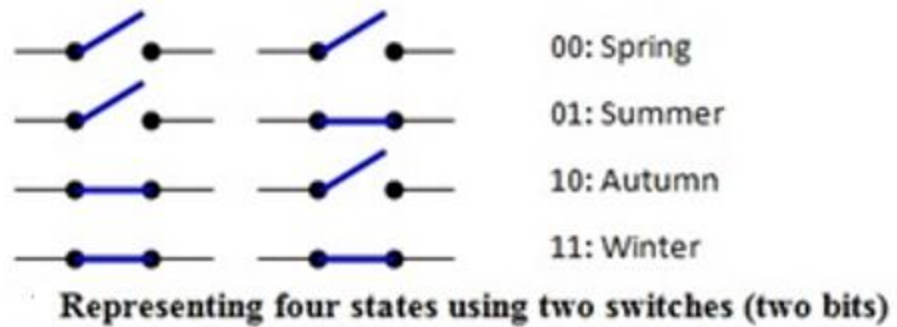 00: Spring
01: Summer
10: Autumn
11: Winter
Representing four states using two switches (two bits)